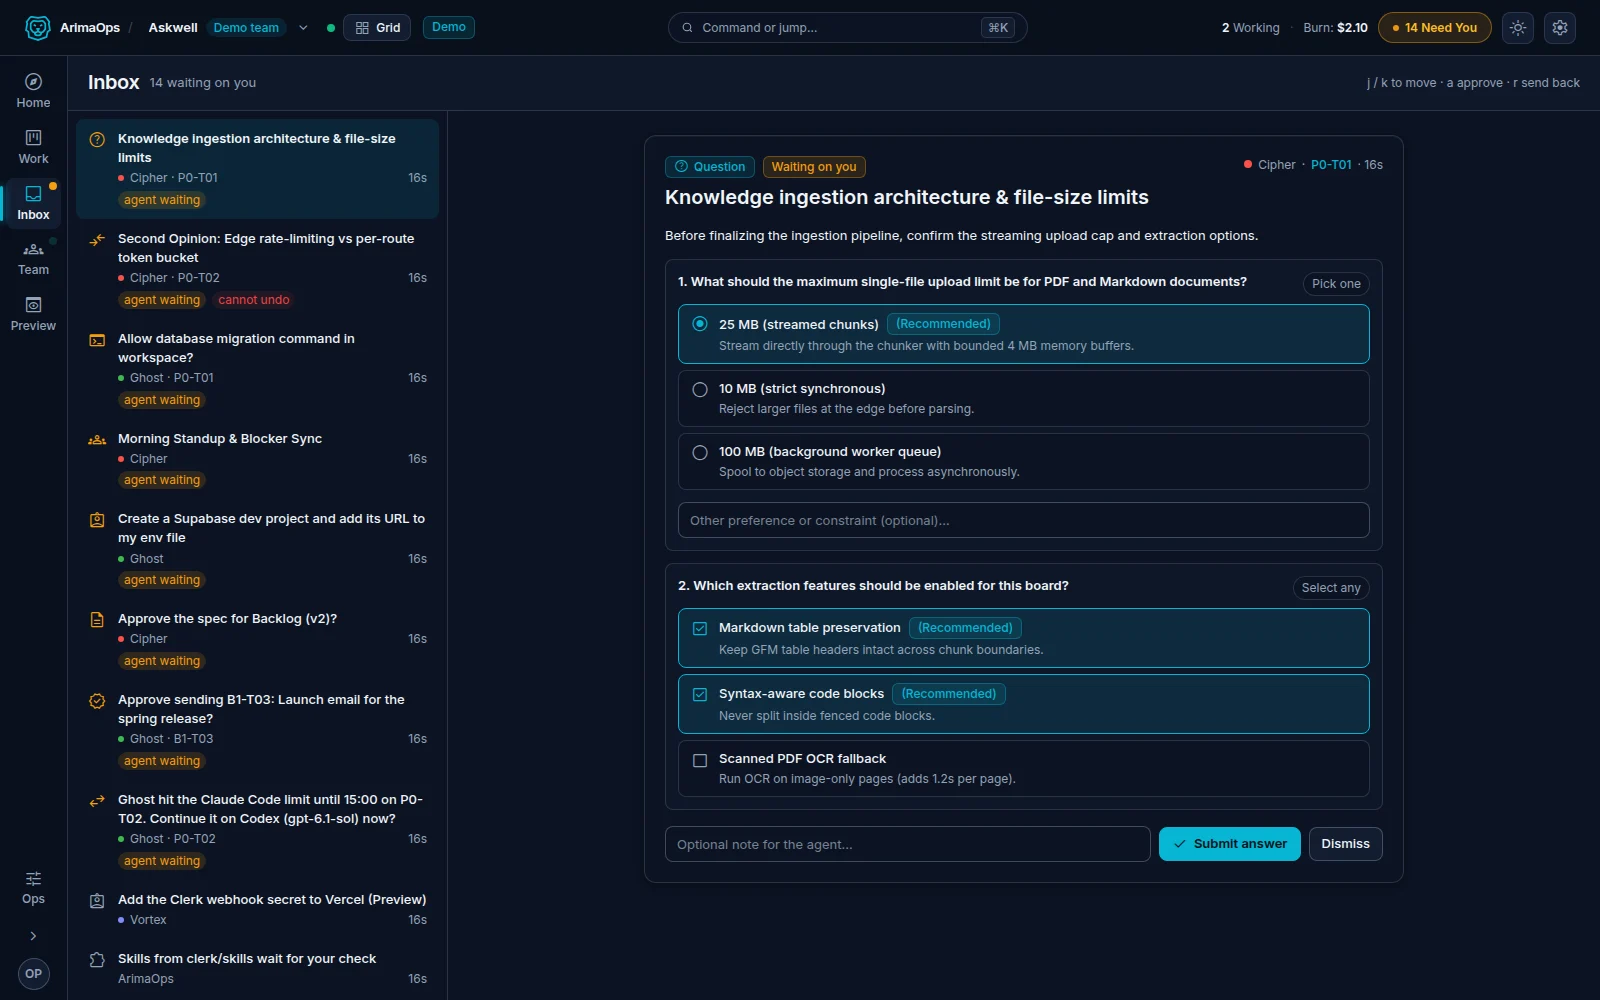 ArimaOps / Askwell Demo team Grid Demo
Command or jump... ⌘K
2 Working · Burn: $2.10 14 Need You
Home
Work
Inbox
Team
Preview
Ops
OP
Inbox 14 waiting on you
j / k to move · a approve · r send back
Knowledge ingestion architecture & file-size
limits
Cipher · P0-T01 16s
agent waiting
Second Opinion: Edge rate-limiting vs per-route
token bucket
Cipher · P0-T02 16s
agent waiting cannot undo
Allow database migration command in
workspace?
Ghost · P0-T01 16s
agent waiting
Morning Standup & Blocker Sync
Cipher 16s
agent waiting
Create a Supabase dev project and add its URL to
my env file
Ghost 16s
agent waiting
Approve the spec for Backlog (v2)?
Cipher 16s
agent waiting
Approve sending B1-T03: Launch email for the
spring release?
Ghost · B1-T03 16s
agent waiting
Ghost hit the Claude Code limit until 15:00 on P0-
T02. Continue it on Codex (gpt-6.1-sol) now?
Ghost · P0-T02 16s
agent waiting
Add the Clerk webhook secret to Vercel (Preview)
Vortex 16s
Skills from clerk/skills wait for your check
ArimaOps 16s
Question Waiting on you
Cipher · P0-T01 · 16s
Knowledge ingestion architecture & file-size limits
Before finalizing the ingestion pipeline, confirm the streaming upload cap and extraction options.
1. What should the maximum single-file upload limit be for PDF and Markdown documents? Pick one
25 MB (streamed chunks) (Recommended)
Stream directly through the chunker with bounded 4 MB memory buffers.
10 MB (strict synchronous)
Reject larger files at the edge before parsing.
100 MB (background worker queue)
Spool to object storage and process asynchronously.
Other preference or constraint (optional)...
2. Which extraction features should be enabled for this board? Select any
Markdown table preservation (Recommended)
Keep GFM table headers intact across chunk boundaries.
Syntax-aware code blocks (Recommended)
Never split inside fenced code blocks.
Scanned PDF OCR fallback
Run OCR on image-only pages (adds 1.2s per page).
Optional note for the agent... Submit answer Dismiss